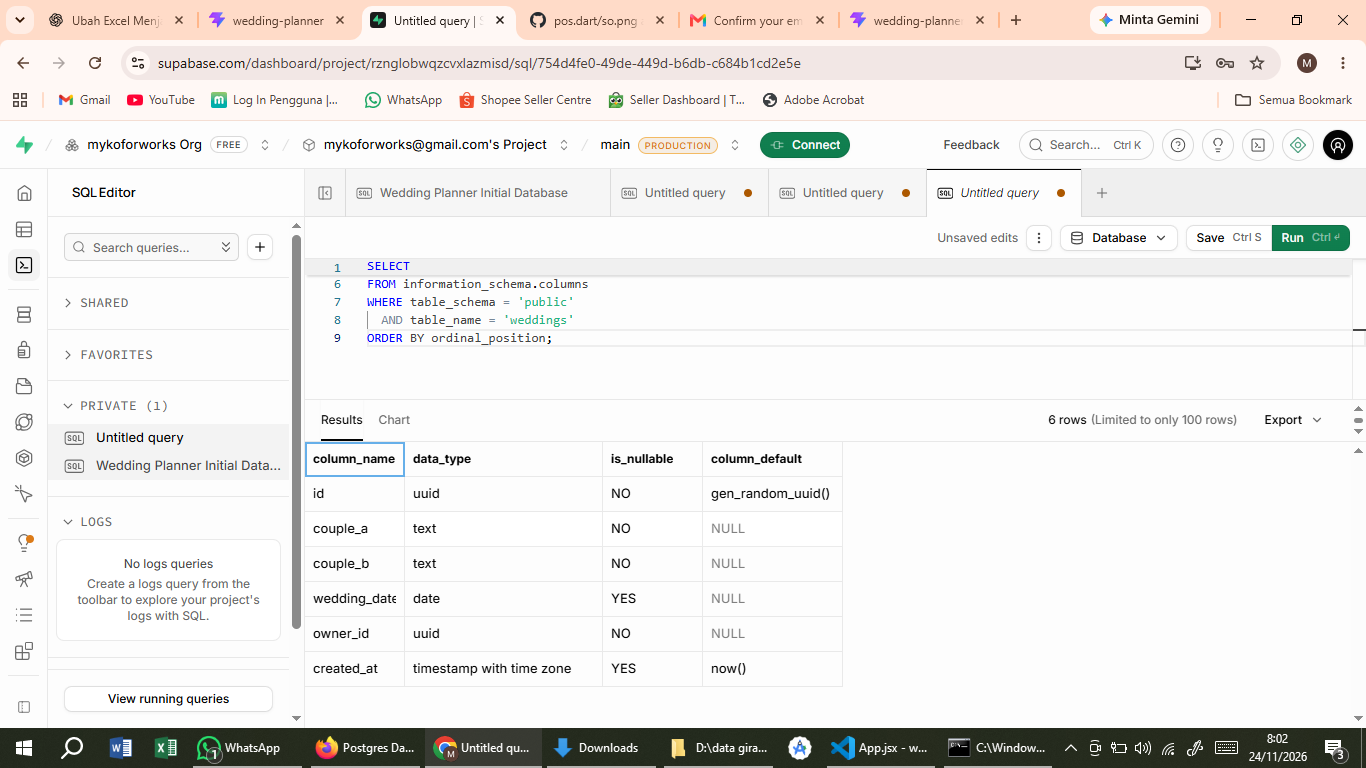 Ubah Excel Menj
wedding-planner
Untitled query | S
pos.dart/so.png
Confirm your em
wedding-planne
Minta Gemini
supabase.com/dashboard/project/rznglobwqzcvxlazmisd/sql/754d4fe0-49de-449d-b6db-c684b1cd2e5e
M
Gmail
YouTube
Log In Pengguna |...
WhatsApp
Shopee Seller Centre
Seller Dashboard | T...
Adobe Acrobat
Semua Bookmark
mykoforworks Org
FREE
mykoforworks@gmail.com's Project
main
PRODUCTION
Connect
Feedback
Search...
Ctrl K
SQL Editor
SQL Wedding Planner Initial Database
SQL Untitled query
SQL Untitled query
SQL Untitled query
Search queries...
Unsaved edits
Database
Save Ctrl S
Run Ctrl
SHARED
FAVORITES
PRIVATE (1)
SQL Untitled query
SQL Wedding Planner Initial Data...
LOGS
No logs queries
Create a logs query from the
toolbar to explore your project's
logs with SQL.
View running queries
1 SELECT
6 FROM information_schema.columns
7 WHERE table_schema = 'public'
8 AND table_name = 'weddings'
9 ORDER BY ordinal_position;
Results
Chart
6 rows (Limited to only 100 rows)
Export
column_name data_type is_nullable column_default
id uuid NO gen_random_uuid()
couple_a text NO NULL
couple_b text NO NULL
wedding_date date YES NULL
owner_id uuid NO NULL
created_at timestamp with time zone YES now()
1
WhatsApp
Postgres Da...
M
Untitled qu...
Downloads
D:\data gira...
App.jsx - w...
C:\Window...
8:02
24/11/2026
3